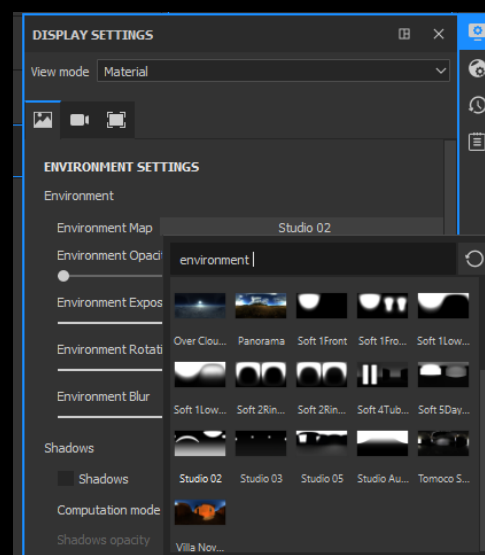 DISPLAY SETTINGS
View mode Material
ENVIRONMENT SETTINGS
Environment
Environment Map Studio 02
Environment Opaci
environment
Environment Expos
Over Clou... Panorama Soft 1Front Soft 1Fro... Soft 1Low...
Environment Rotati
Environment Blur
Soft 1Low... Soft 2Rin... Soft 2Rin... Soft 4Tub... Soft 5Day...
Shadows
Shadows
Studio 02 Studio 03 Studio 05 Studio Au... Tomoco S...
Computation mode
Shadows opacity
Villa Nov...